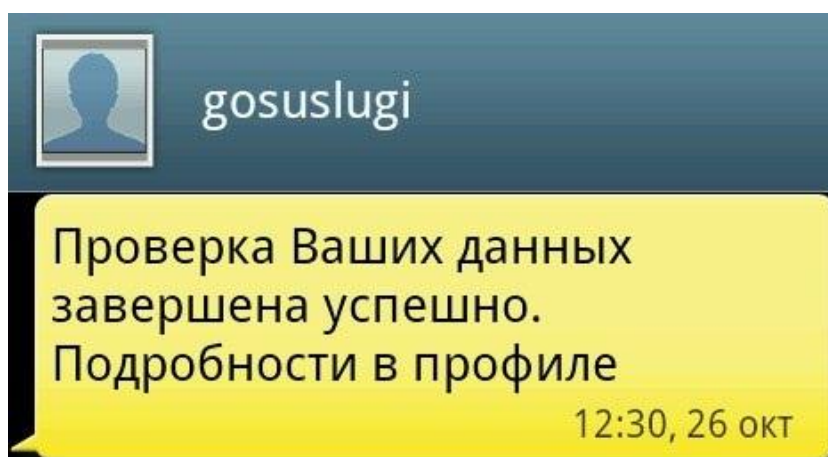 gosuslugi
Проверка Ваших данных
завершена успешно.
Подробности в профиле
12:30, 26 окт